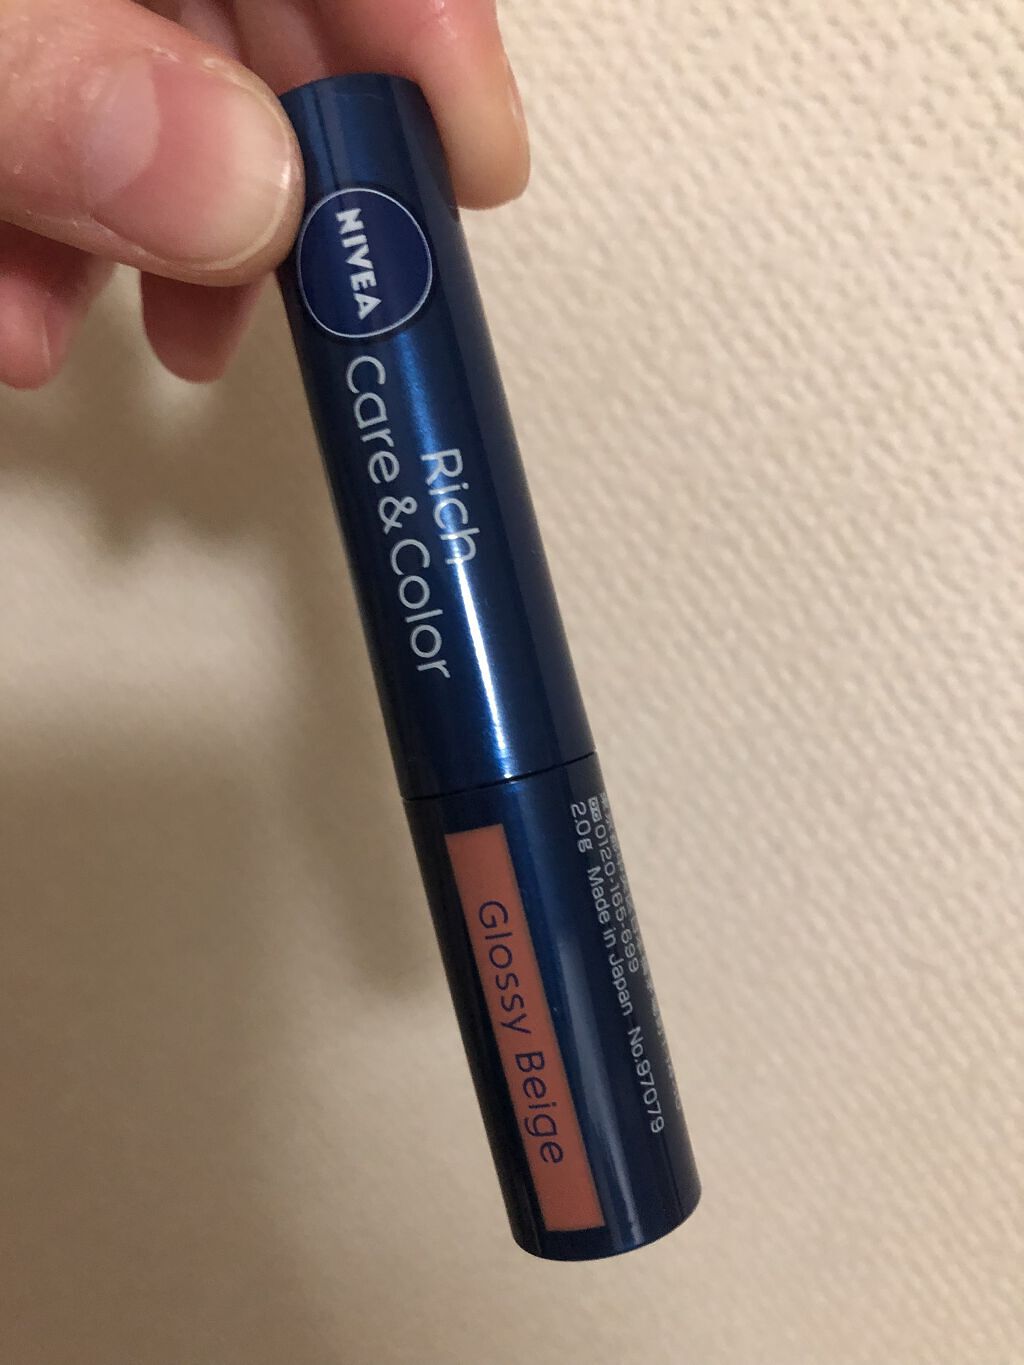 NIVEA
Rich
Care & Color
Glossy Beige
0120-165-699
2.0g Made in Japan No.97079